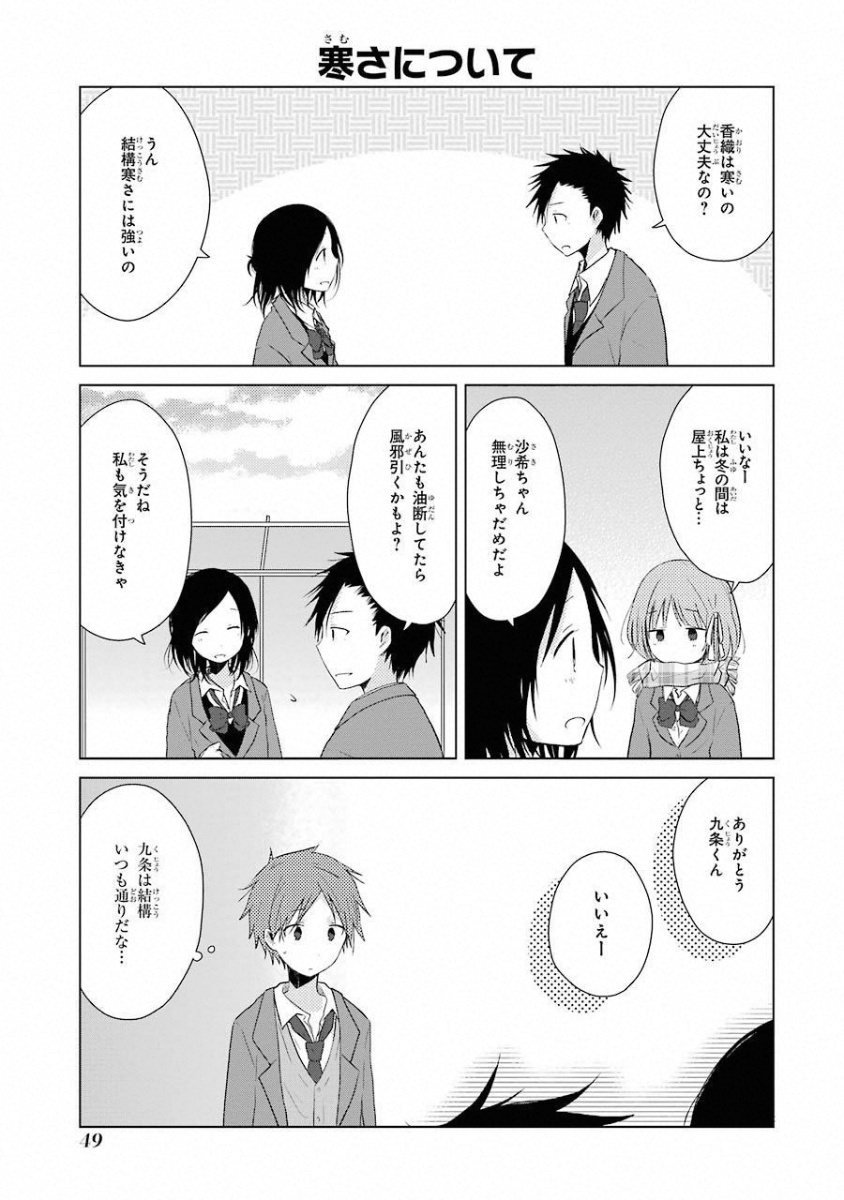 寒さについて
香織は寒いの
大丈夫なの？
うん
結構寒さには強いの
いいなー
私は冬の間は
屋上ちょっと…
沙希ちゃん
無理しちゃだめだよ
あんたも油断してたら
風邪引くかもよ？
そうだね
私も気を付けなきゃ
ありがとう
九条くん
いいえー
九条は結構
いつも通りだな…
49